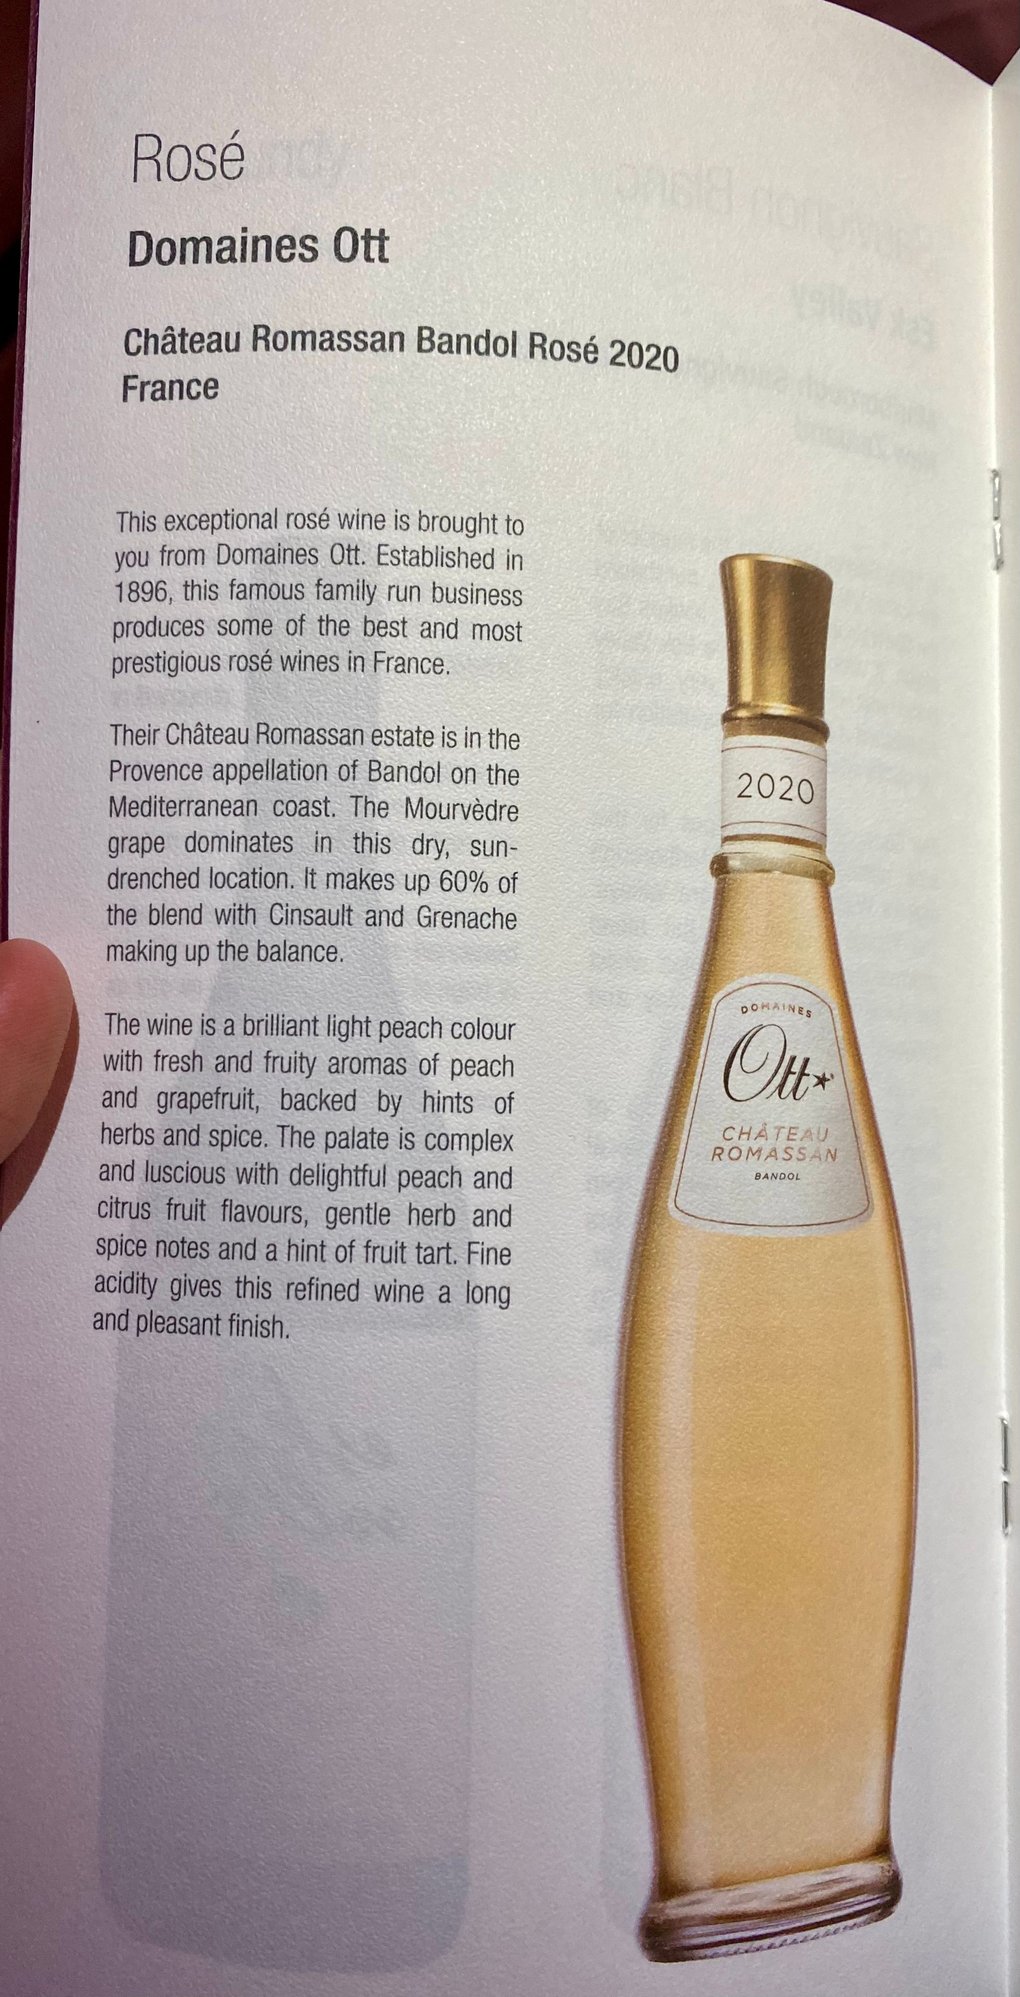 Rosé
Domaines Ott
Château Romassan Bandol Rosé 2020
France
This exceptional rosé wine is brought to
you from Domaines Ott. Established in
1896, this famous family run business
produces some of the best and most
prestigious rosé wines in France.
Their Château Romassan estate is in the
Provence appellation of Bandol on the
Mediterranean coast. The Mourvèdre
grape dominates in this dry, sun-
drenched location. It makes up 60% of
the blend with Cinsault and Grenache
making up the balance.
The wine is a brilliant light peach colour
with fresh and fruity aromas of peach
and grapefruit, backed by hints of
herbs and spice. The palate is complex
and luscious with delightful peach and
citrus fruit flavours, gentle herb and
spice notes and a hint of fruit tart. Fine
acidity gives this refined wine a long
and pleasant finish.
2020
DOMAINES
Ott
CHÂTEAU
ROMASSAN
BANDOL